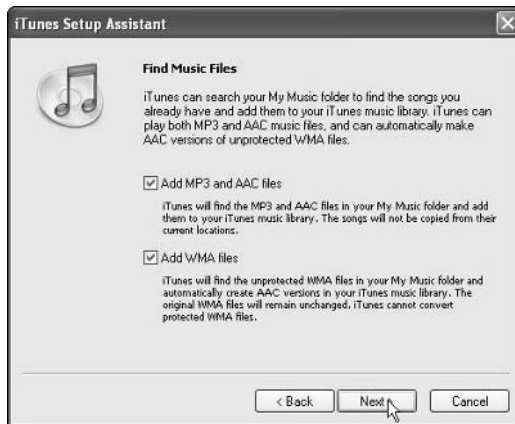 iTunes Setup Assistant
Find Music Files
iTunes can search your My Music folder to find the songs you
already have and add them to your iTunes music library. iTunes can
play both MP3 and AAC music files, and can automatically make
AAC versions of unprotected WMA files.
Add MP3 and AAC files
iTunes will find the MP3 and AAC files in your My Music folder and add
them to your iTunes music library. The songs will not be copied from their
current locations.
Add WMA files
iTunes will find the unprotected WMA files in your My Music folder and
automatically create AAC versions in your iTunes music library. The
original WMA files will remain unchanged. iTunes cannot convert
protected WMA files.
< Back Next > Cancel